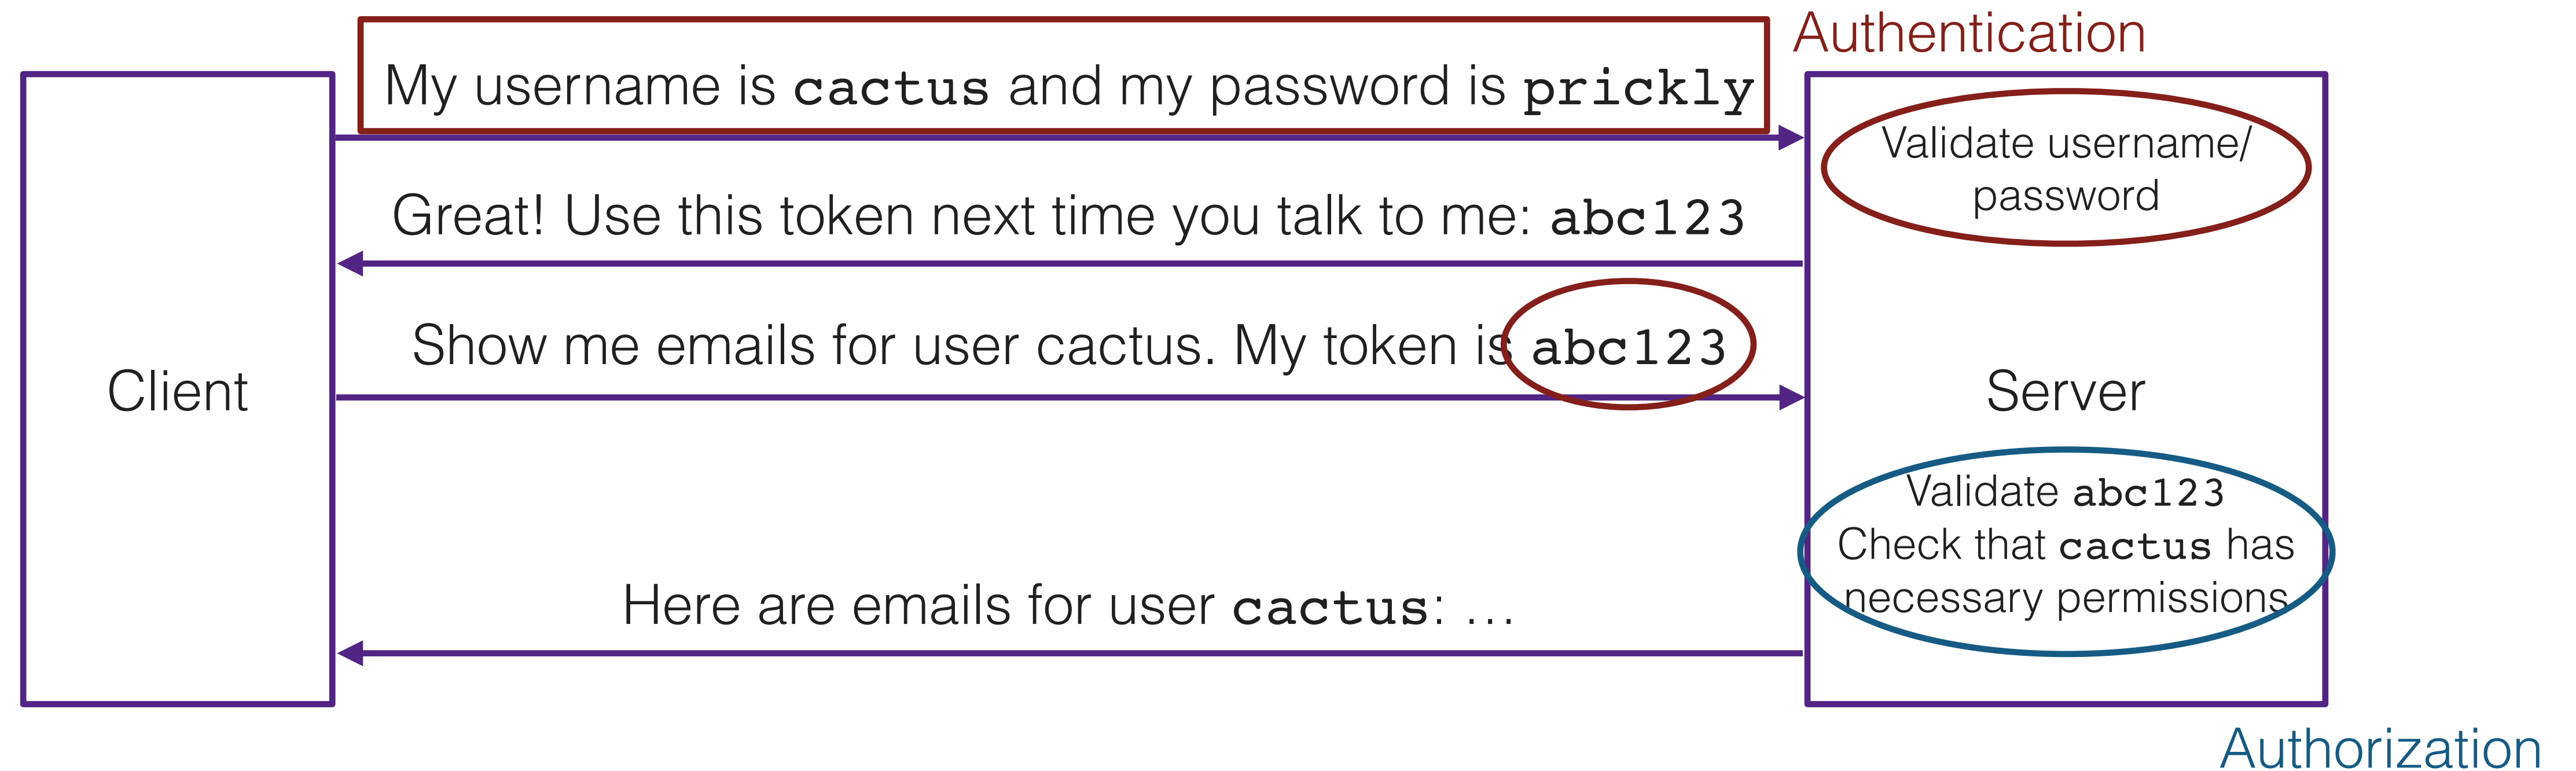 Authentication
My username is cactus and my password is prickly
Validate username/
password
Great! Use this token next time you talk to me: abc123
Show me emails for user cactus. My token is abc123
Client
Server
Validate abc123
Check that cactus has
necessary permissions
Here are emails for user cactus: …
Authorization